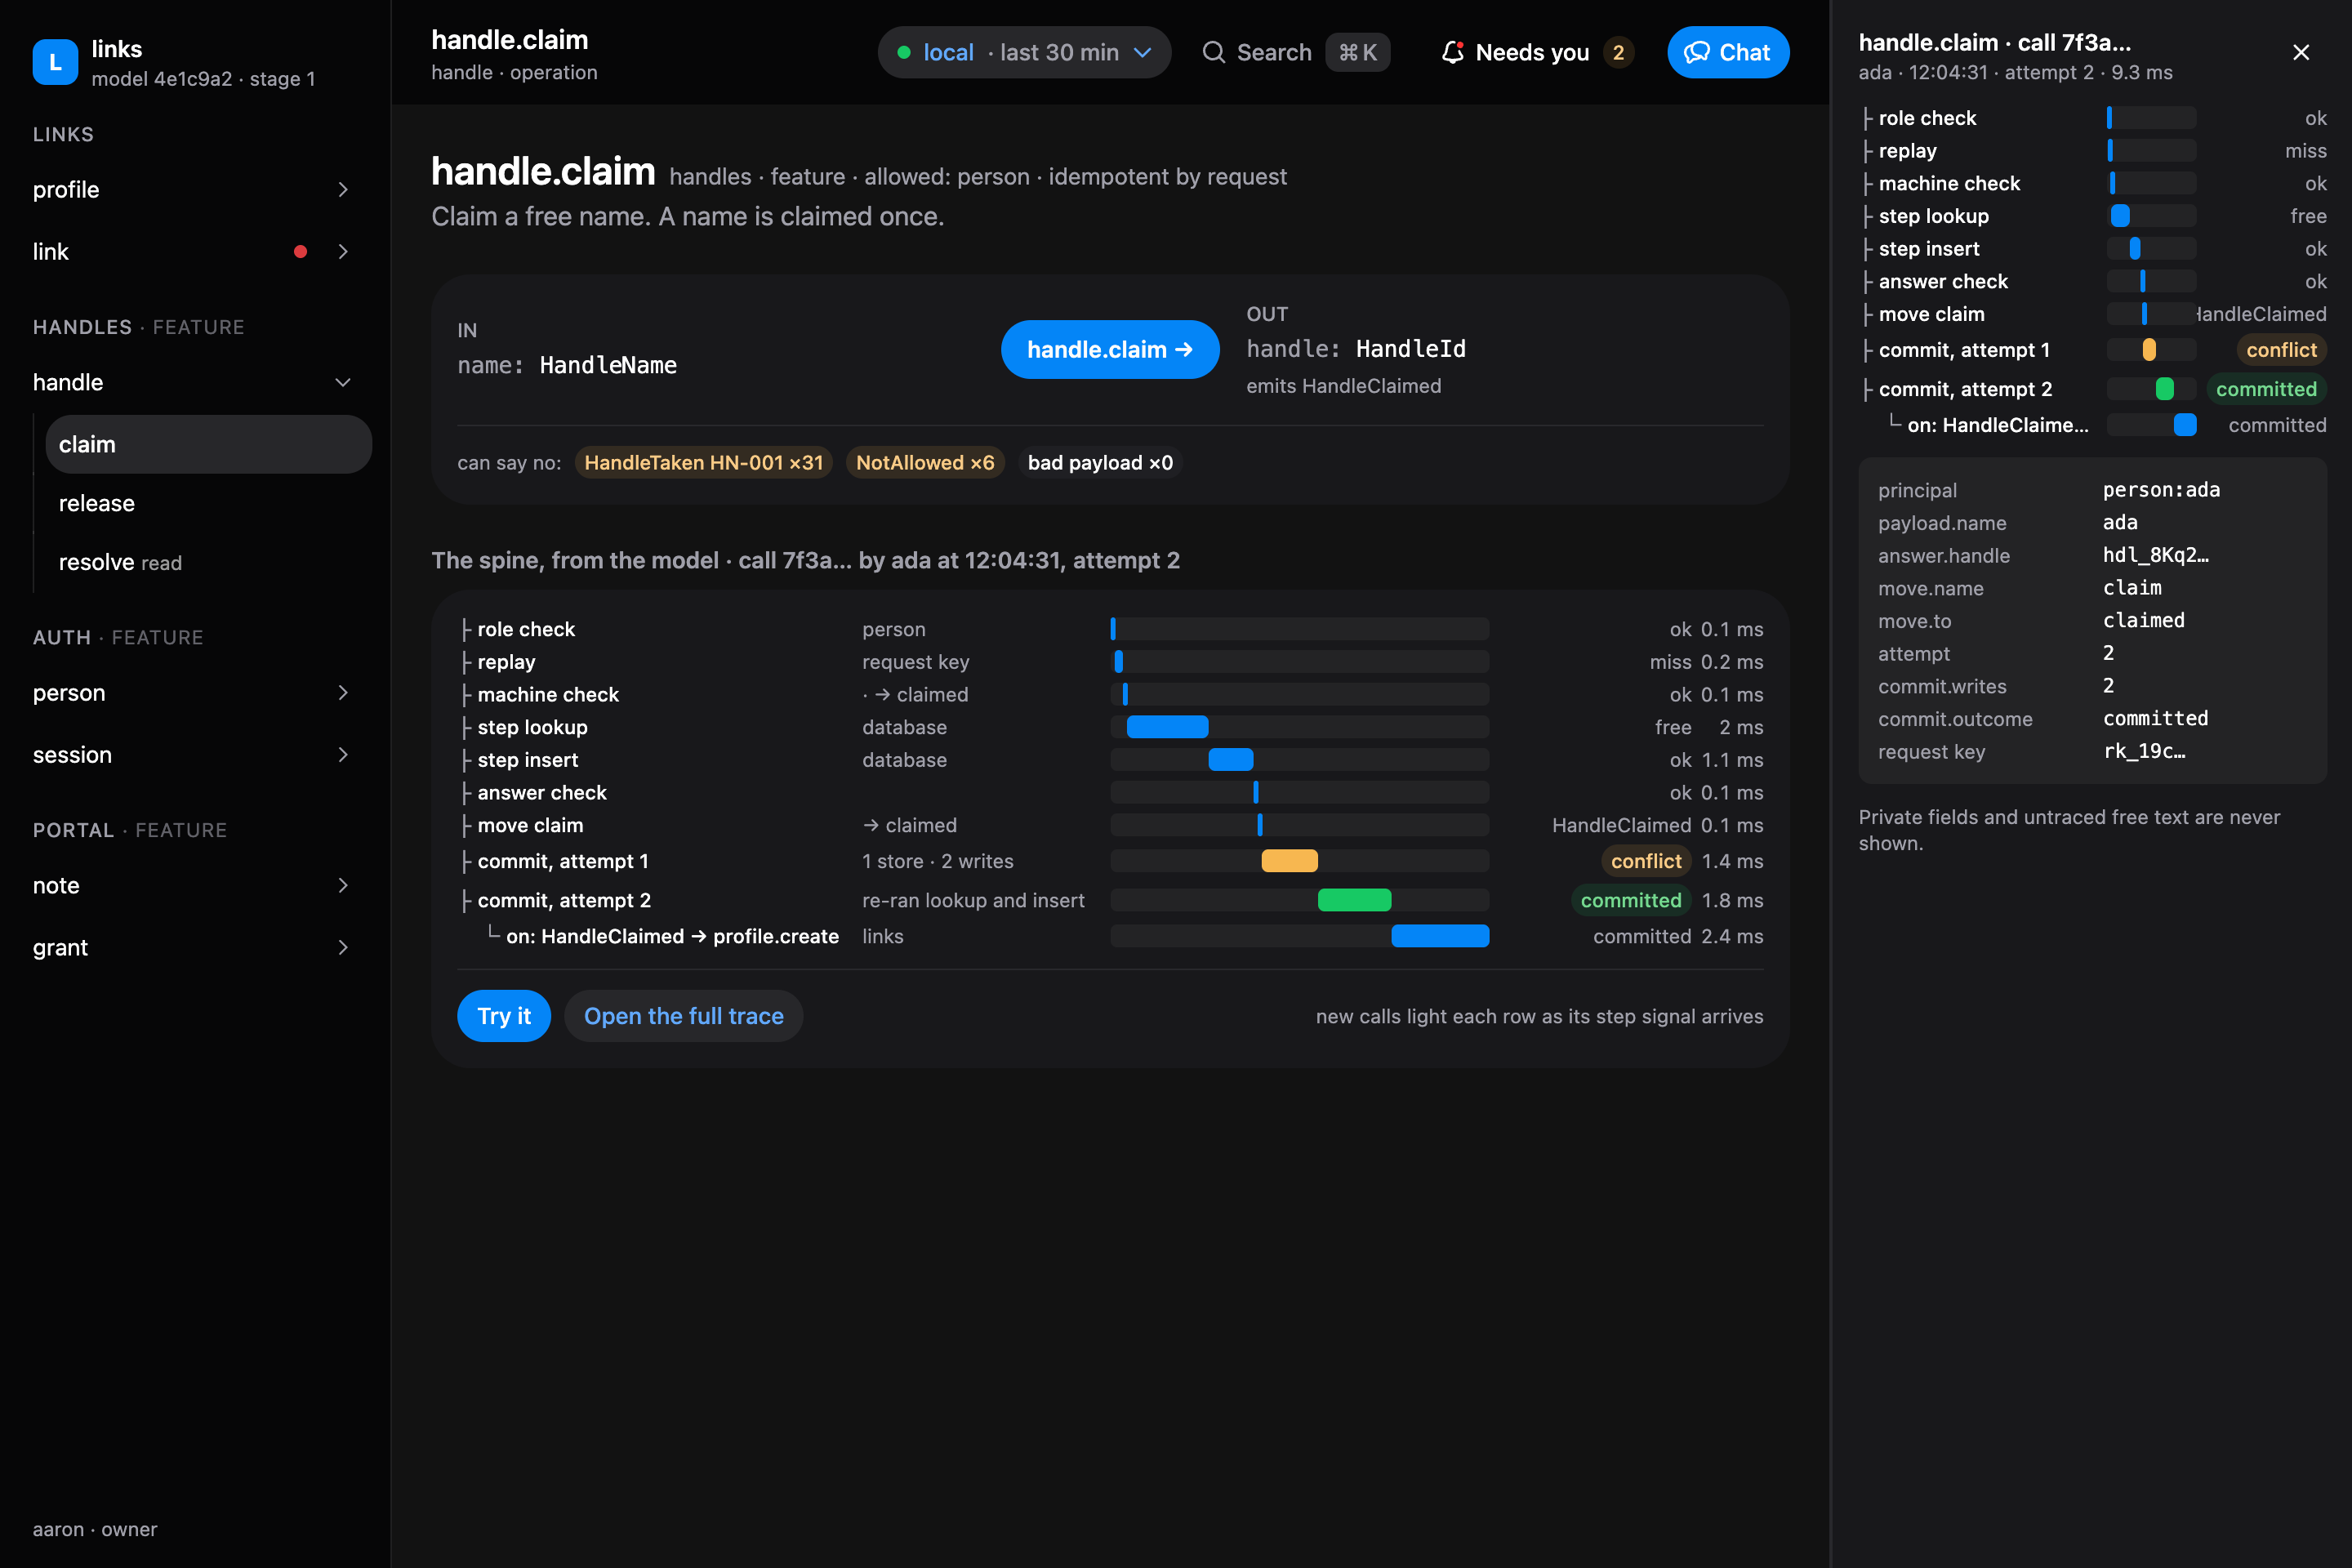 L
links
model 4e1c9a2 · stage 1
LINKS
profile
link
HANDLES · FEATURE
handle
claim
release
resolve read
AUTH · FEATURE
person
session
PORTAL · FEATURE
note
grant
aaron · owner
handle.claim
handle · operation
local · last 30 min
Search ⌘ K
Needs you 2
Chat
handle.claim handles · feature · allowed: person · idempotent by request
Claim a free name. A name is claimed once.
IN
name: HandleName
handle.claim →
OUT
handle: HandleId
emits HandleClaimed
can say no: HandleTaken HN-001 ×31 NotAllowed ×6 bad payload ×0
The spine, from the model · call 7f3a... by ada at 12:04:31, attempt 2
├ role check person ok 0.1 ms
├ replay request key miss 0.2 ms
├ machine check · → claimed ok 0.1 ms
├ step lookup database free 2 ms
├ step insert database ok 1.1 ms
├ answer check ok 0.1 ms
├ move claim → claimed HandleClaimed 0.1 ms
├ commit, attempt 1 1 store · 2 writes conflict 1.4 ms
├ commit, attempt 2 re-ran lookup and insert committed 1.8 ms
└ on: HandleClaimed → profile.create links committed 2.4 ms
Try it
Open the full trace
new calls light each row as its step signal arrives
handle.claim · call 7f3a...
ada · 12:04:31 · attempt 2 · 9.3 ms
├ role check ok
├ replay miss
├ machine check ok
├ step lookup free
├ step insert ok
├ answer check ok
├ move claim HandleClaimed
├ commit, attempt 1 conflict
├ commit, attempt 2 committed
└ on: HandleClaime... committed
principal person:ada
payload.name ada
answer.handle hdl_8Kq2…
move.name claim
move.to claimed
attempt 2
commit.writes 2
commit.outcome committed
request key rk_19c…
Private fields and untraced free text are never
shown.